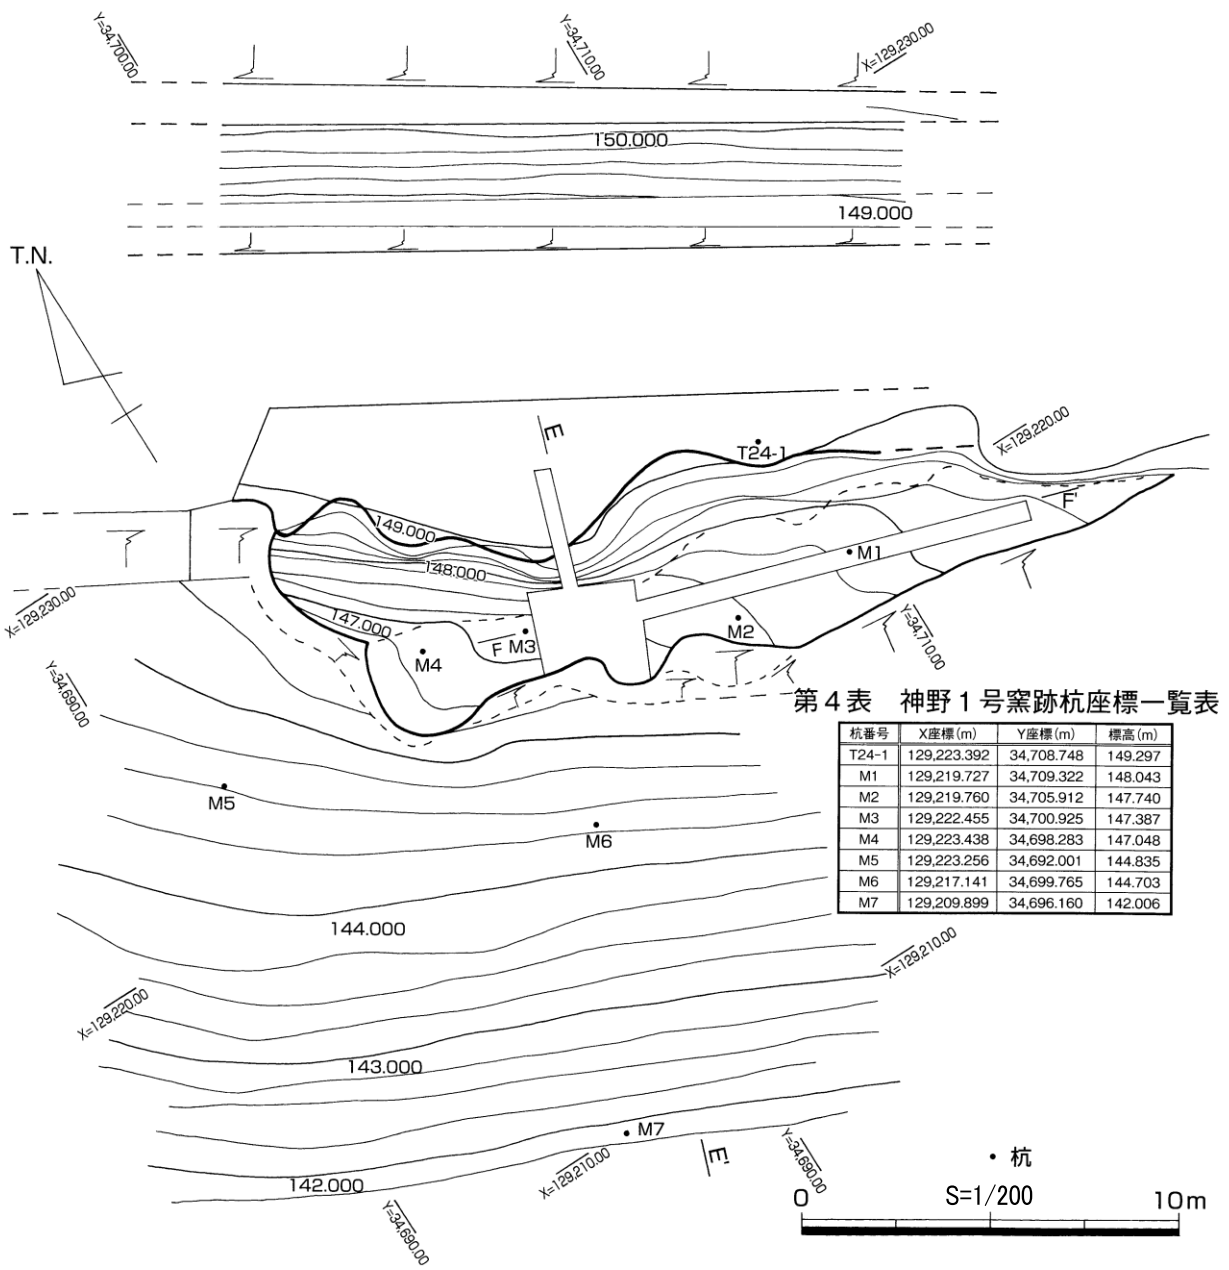 Y=34,700.00
Y=34,710.00
X=129,230.00
150.000
149.000
T.N.
E
T24-1
X=129,220.00
149.000
F'
148.000
M1
X=129,230.00
147.000
F M3
M2
Y=34,710.00
M4
Y=34,690.00
第4表 神野1号窯跡杭座標一覧表
杭番号 X座標(m) Y座標(m) 標高(m)
T24-1 129,223.392 34,708.748 149.297
M1 129,219.727 34,709.322 148.043
M2 129,219.760 34,705.912 147.740
M3 129,222.455 34,700.925 147.387
M4 129,223.438 34,698.283 147.048
M5 129,223.256 34,692.001 144.835
M6 129,217.141 34,699.765 144.703
M7 129,209.899 34,696.160 142.006
M5
M6
144.000
X=129,210.00
X=129,220.00
143.000
M7
E'
Y=34,690.00
X=129,210.00
142.000
Y=34,690.00
杭
0 S=1/200 10m